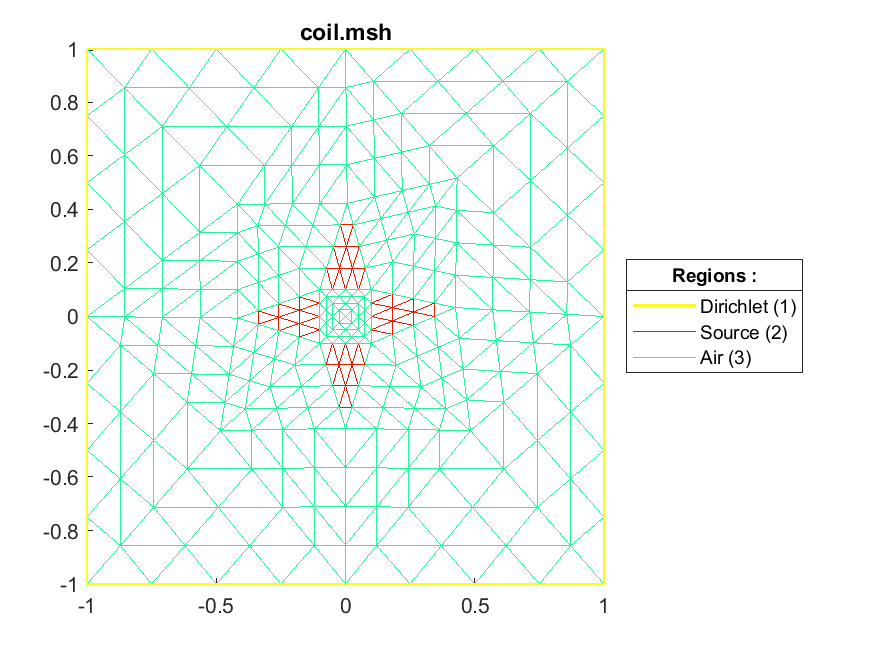 coil.msh
1
0.8
0.6
0.4
0.2
0
-0.2
-0.4
-0.6
-0.8
-1
-1 -0.5 0 0.5 1
Regions :
Dirichlet (1)
Source (2)
Air (3)